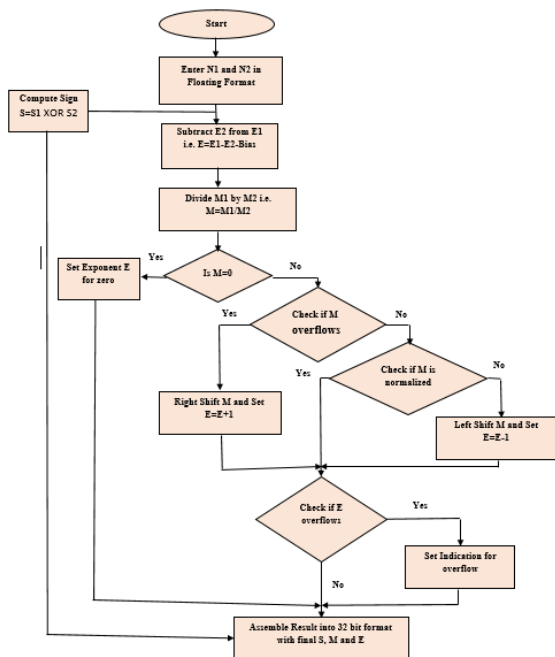 Start
Enter N1 and N2 in
Floating Format
Compute Sign
S=S1 XOR S2
Subtract E2 from E1
i.e. E=E1-E2-Bias
Divide M1 by M2 i.e.
M=M1/M2
Yes
Is M=0
No
Set Exponent E
for zero
Yes
Check if M
overflows
No
Yes
Check if M is
normalized
No
Right Shift M and Set
E=E+1
Left Shift M and Set
E=E-1
Check if E
overflows
Yes
Set Indication for
overflow
No
Assemble Result into 32 bit format
with final S, M and E